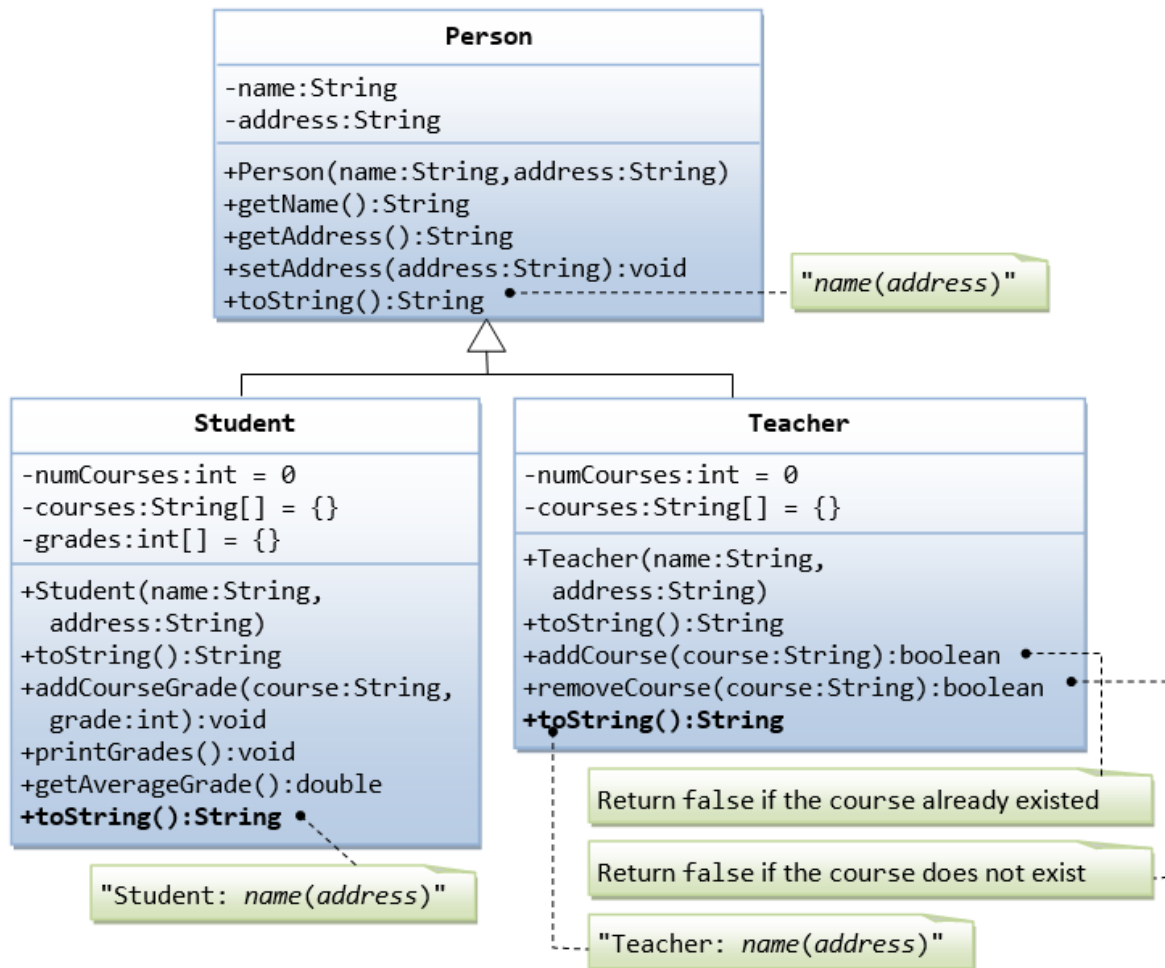 Person
-name:String
-address:String
+Person(name:String,address:String)
+getName():String
+getAddress():String
+setAddress(address:String):void
+toString():String
"name(address)"
Student
-numCourses:int = 0
-courses:String[] = {}
-grades:int[] = {}
+Student(name:String,
address:String)
+toString():String
+addCourseGrade(course:String,
grade:int):void
+printGrades():void
+getAverageGrade():double
+toString():String
"Student: name(address)"
Teacher
-numCourses:int = 0
-courses:String[] = {}
+Teacher(name:String,
address:String)
+toString():String
+addCourse(course:String):boolean
+removeCourse(course:String):boolean
+toString():String
Return false if the course already existed
Return false if the course does not exist
"Teacher: name(address)"